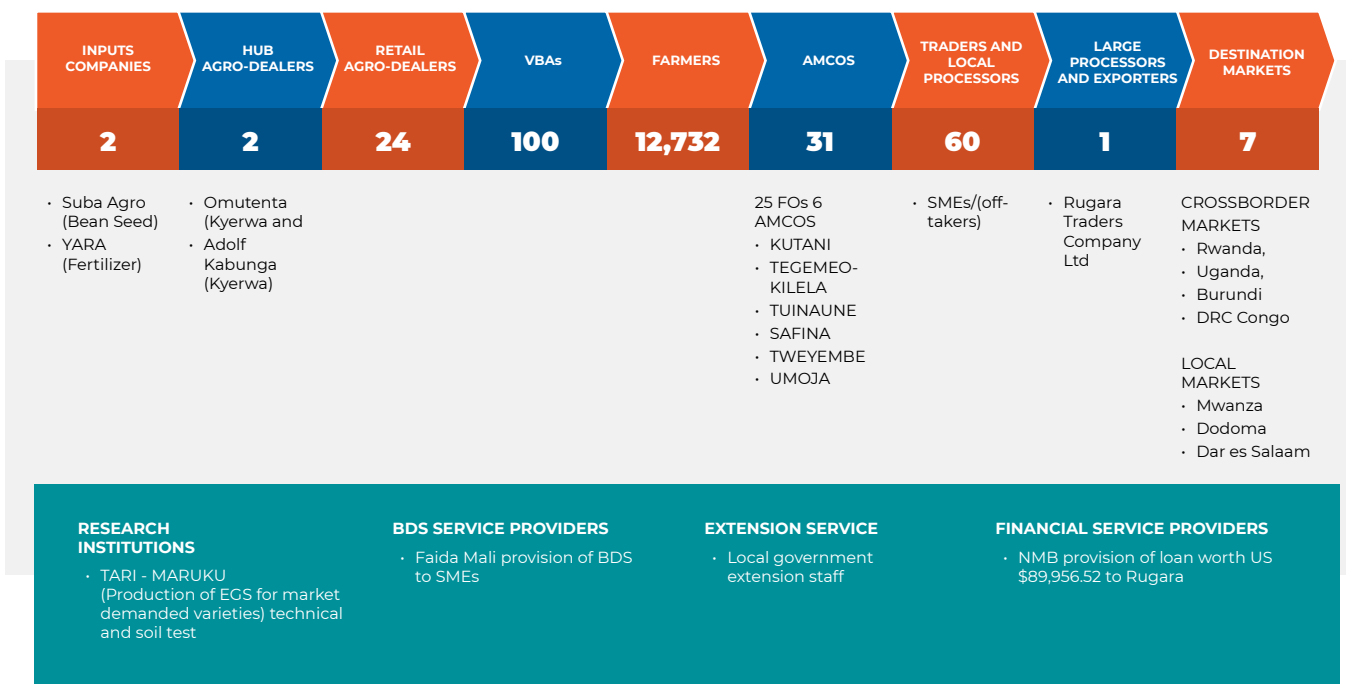 INPUTS
COMPANIES
HUB
AGRO-DEALERS
RETAIL
AGRO-DEALERS
VBAs
FARMERS
AMCOS
TRADERS AND
LOCAL
PROCESSORS
LARGE
PROCESSORS
AND EXPORTERS
DESTINATION
MARKETS
2
2
24
100
12,732
31
60
1
7
• Suba Agro
(Bean Seed)
• YARA
(Fertilizer)
• Omutenta
(Kyerwa and
• Adolf
Kabunga
(Kyerwa)
25 FOs 6
AMCOS
• KUTANI
• TEGEMEO-
KILELA
• TUINAUNE
• SAFINA
• TWEYEMBE
• UMOJA
• SMEs/(off-
takers)
• Rugara
Traders
Company
Ltd
CROSSBORDER
MARKETS
• Rwanda,
• Uganda,
• Burundi
• DRC Congo
LOCAL
MARKETS
• Mwanza
• Dodoma
• Dar es Salaam
RESEARCH
INSTITUTIONS
• TARI - MARUKU
(Production of EGS for market
demanded varieties) technical
and soil test
BDS SERVICE PROVIDERS
• Faida Mali provision of BDS
to SMEs
EXTENSION SERVICE
• Local government
extension staff
FINANCIAL SERVICE PROVIDERS
• NMB provision of loan worth US
$89,956.52 to Rugara